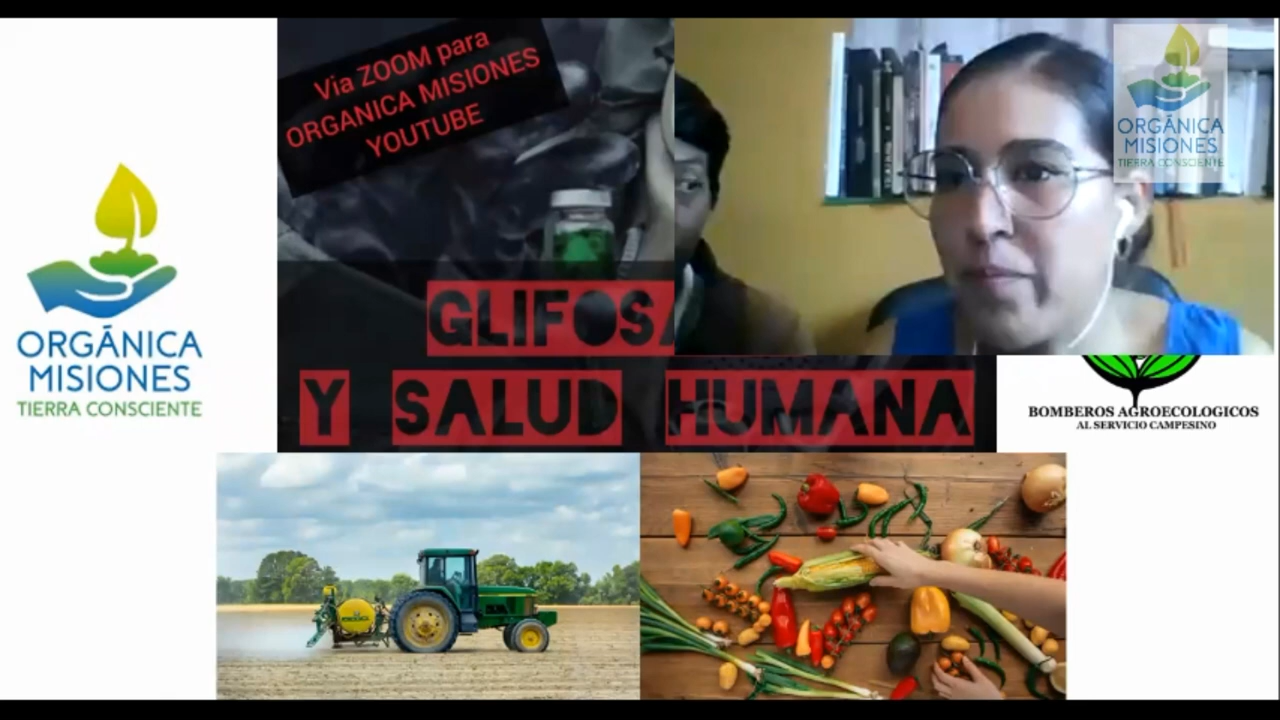 Via ZOOM para
ORGANICA MISIONES
YOUTUBE
ORGÁNICA
MISIONES
TIERRA CONSCIENTE
GLIFOSA
Y SALUD HUMANA
ORGÁNICA
MISIONES
TIERRA CONSCIENTE
BOMBEROS AGROECOLOGICOS
AL SERVICIO CAMPESINO